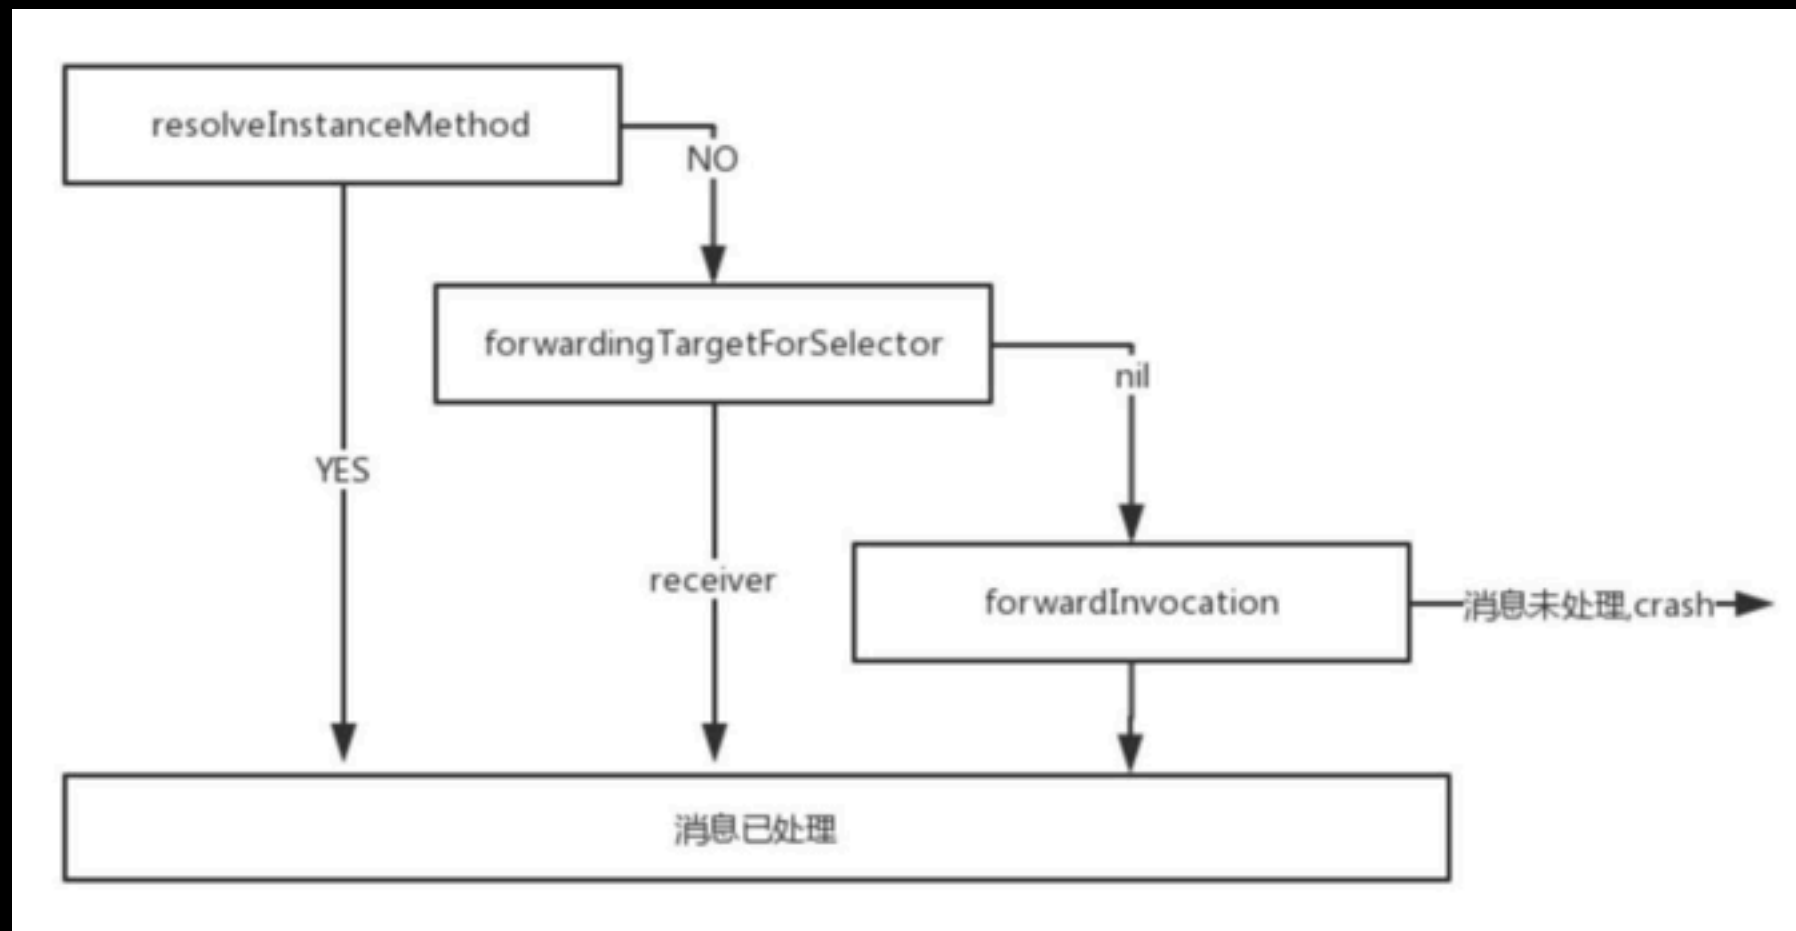 resolveInstanceMethod
NO
forwardingTargetForSelector
nil
YES
receiver
forwardInvocation
消息未处理,crash
消息已处理